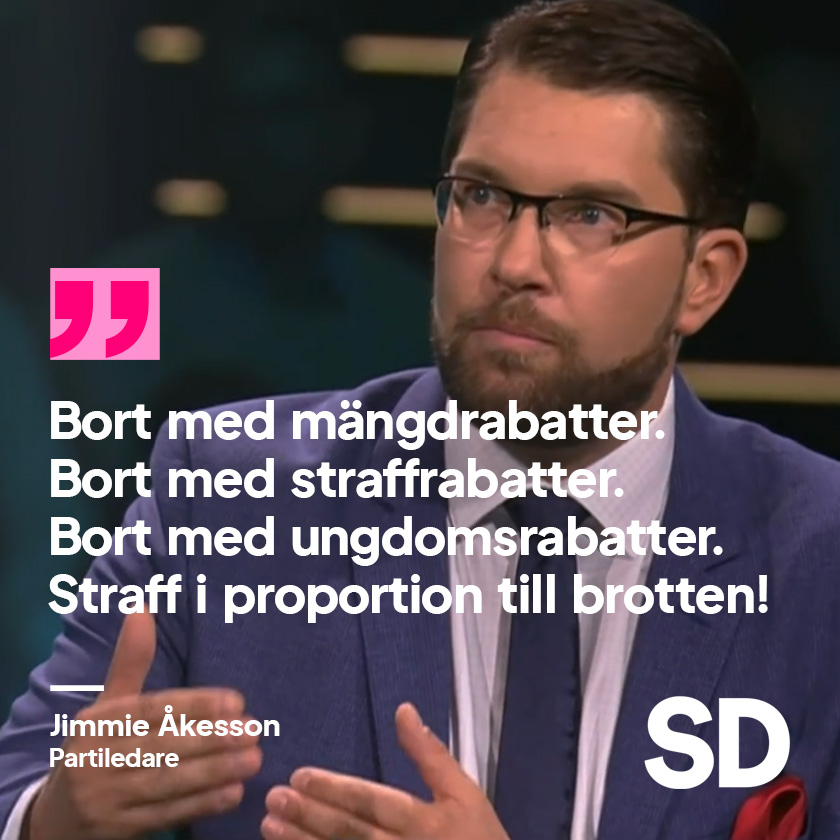 Bort med mängdrabatter.
Bort med straffrabatter.
Bort med ungdomsrabatter.
Straff i proportion till brotten!
Jimmie Åkesson
Partiledare
SD